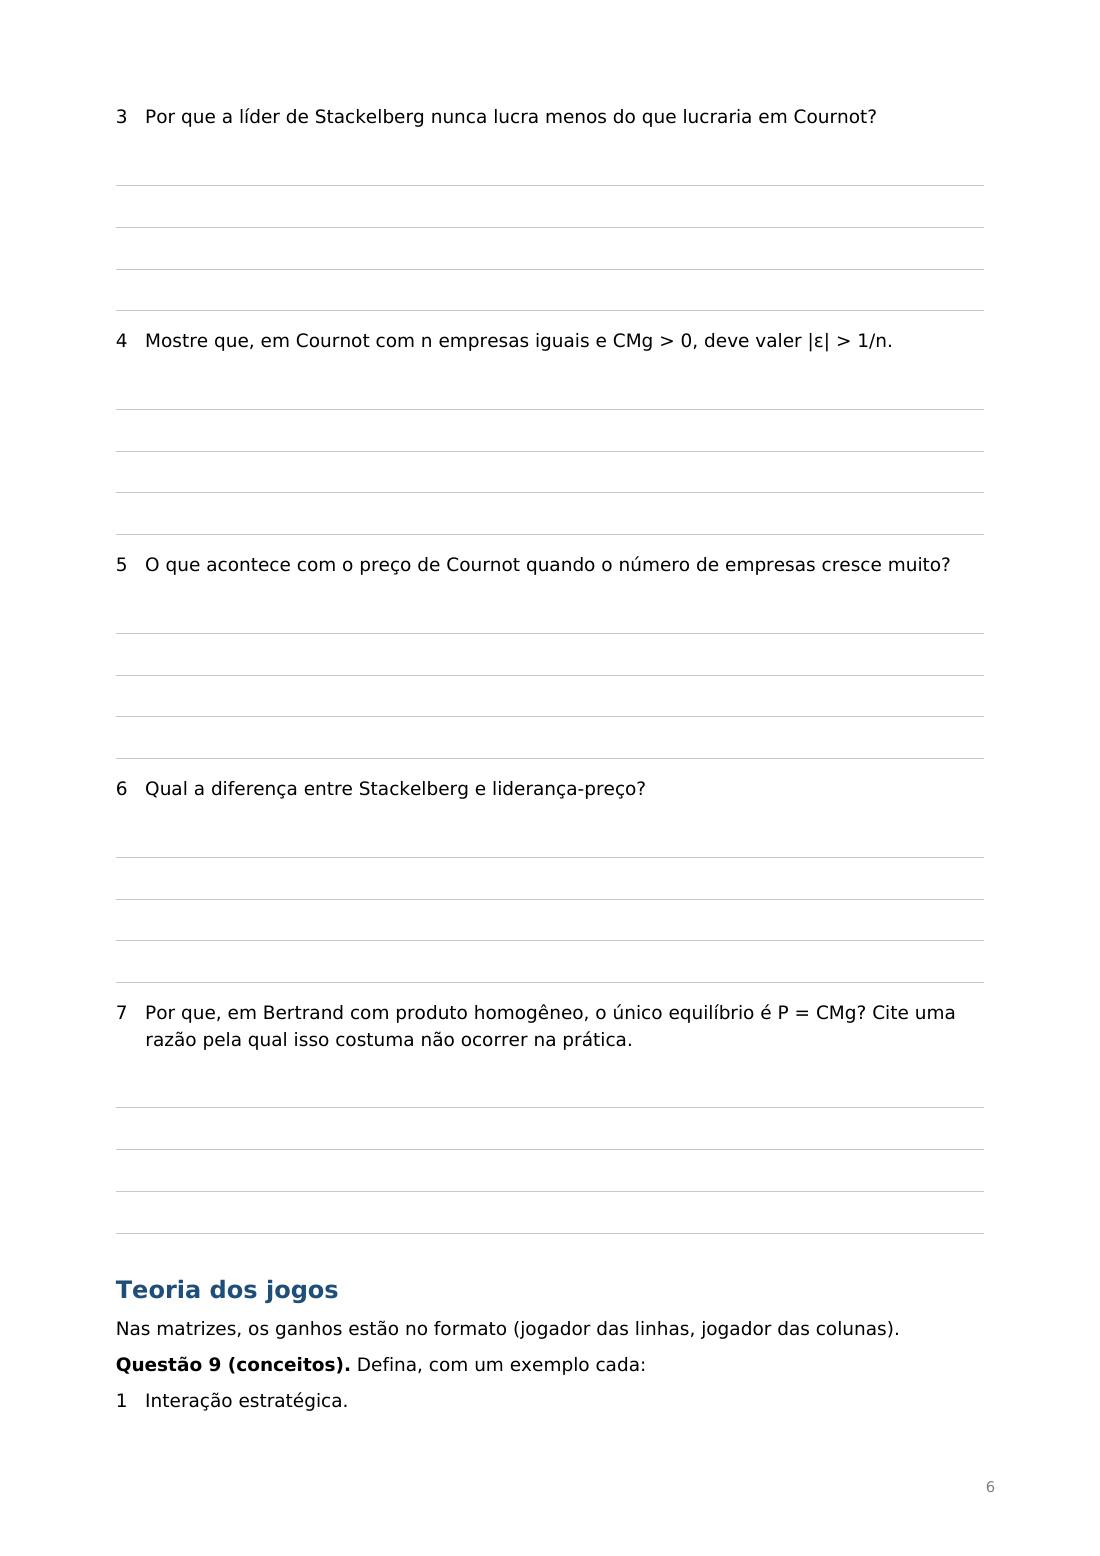 3 Por que a líder de Stackelberg nunca lucra menos do que lucraria em Cournot?
4 Mostre que, em Cournot com n empresas iguais e CMg > 0, deve valer |ε| > 1/n.
5 O que acontece com o preço de Cournot quando o número de empresas cresce muito?
6 Qual a diferença entre Stackelberg e liderança-preço?
7 Por que, em Bertrand com produto homogêneo, o único equilíbrio é P = CMg? Cite uma
razão pela qual isso costuma não ocorrer na prática.
Teoria dos jogos
Nas matrizes, os ganhos estão no formato (jogador das linhas, jogador das colunas).
Questão 9 (conceitos). Defina, com um exemplo cada:
1 Interação estratégica.
6